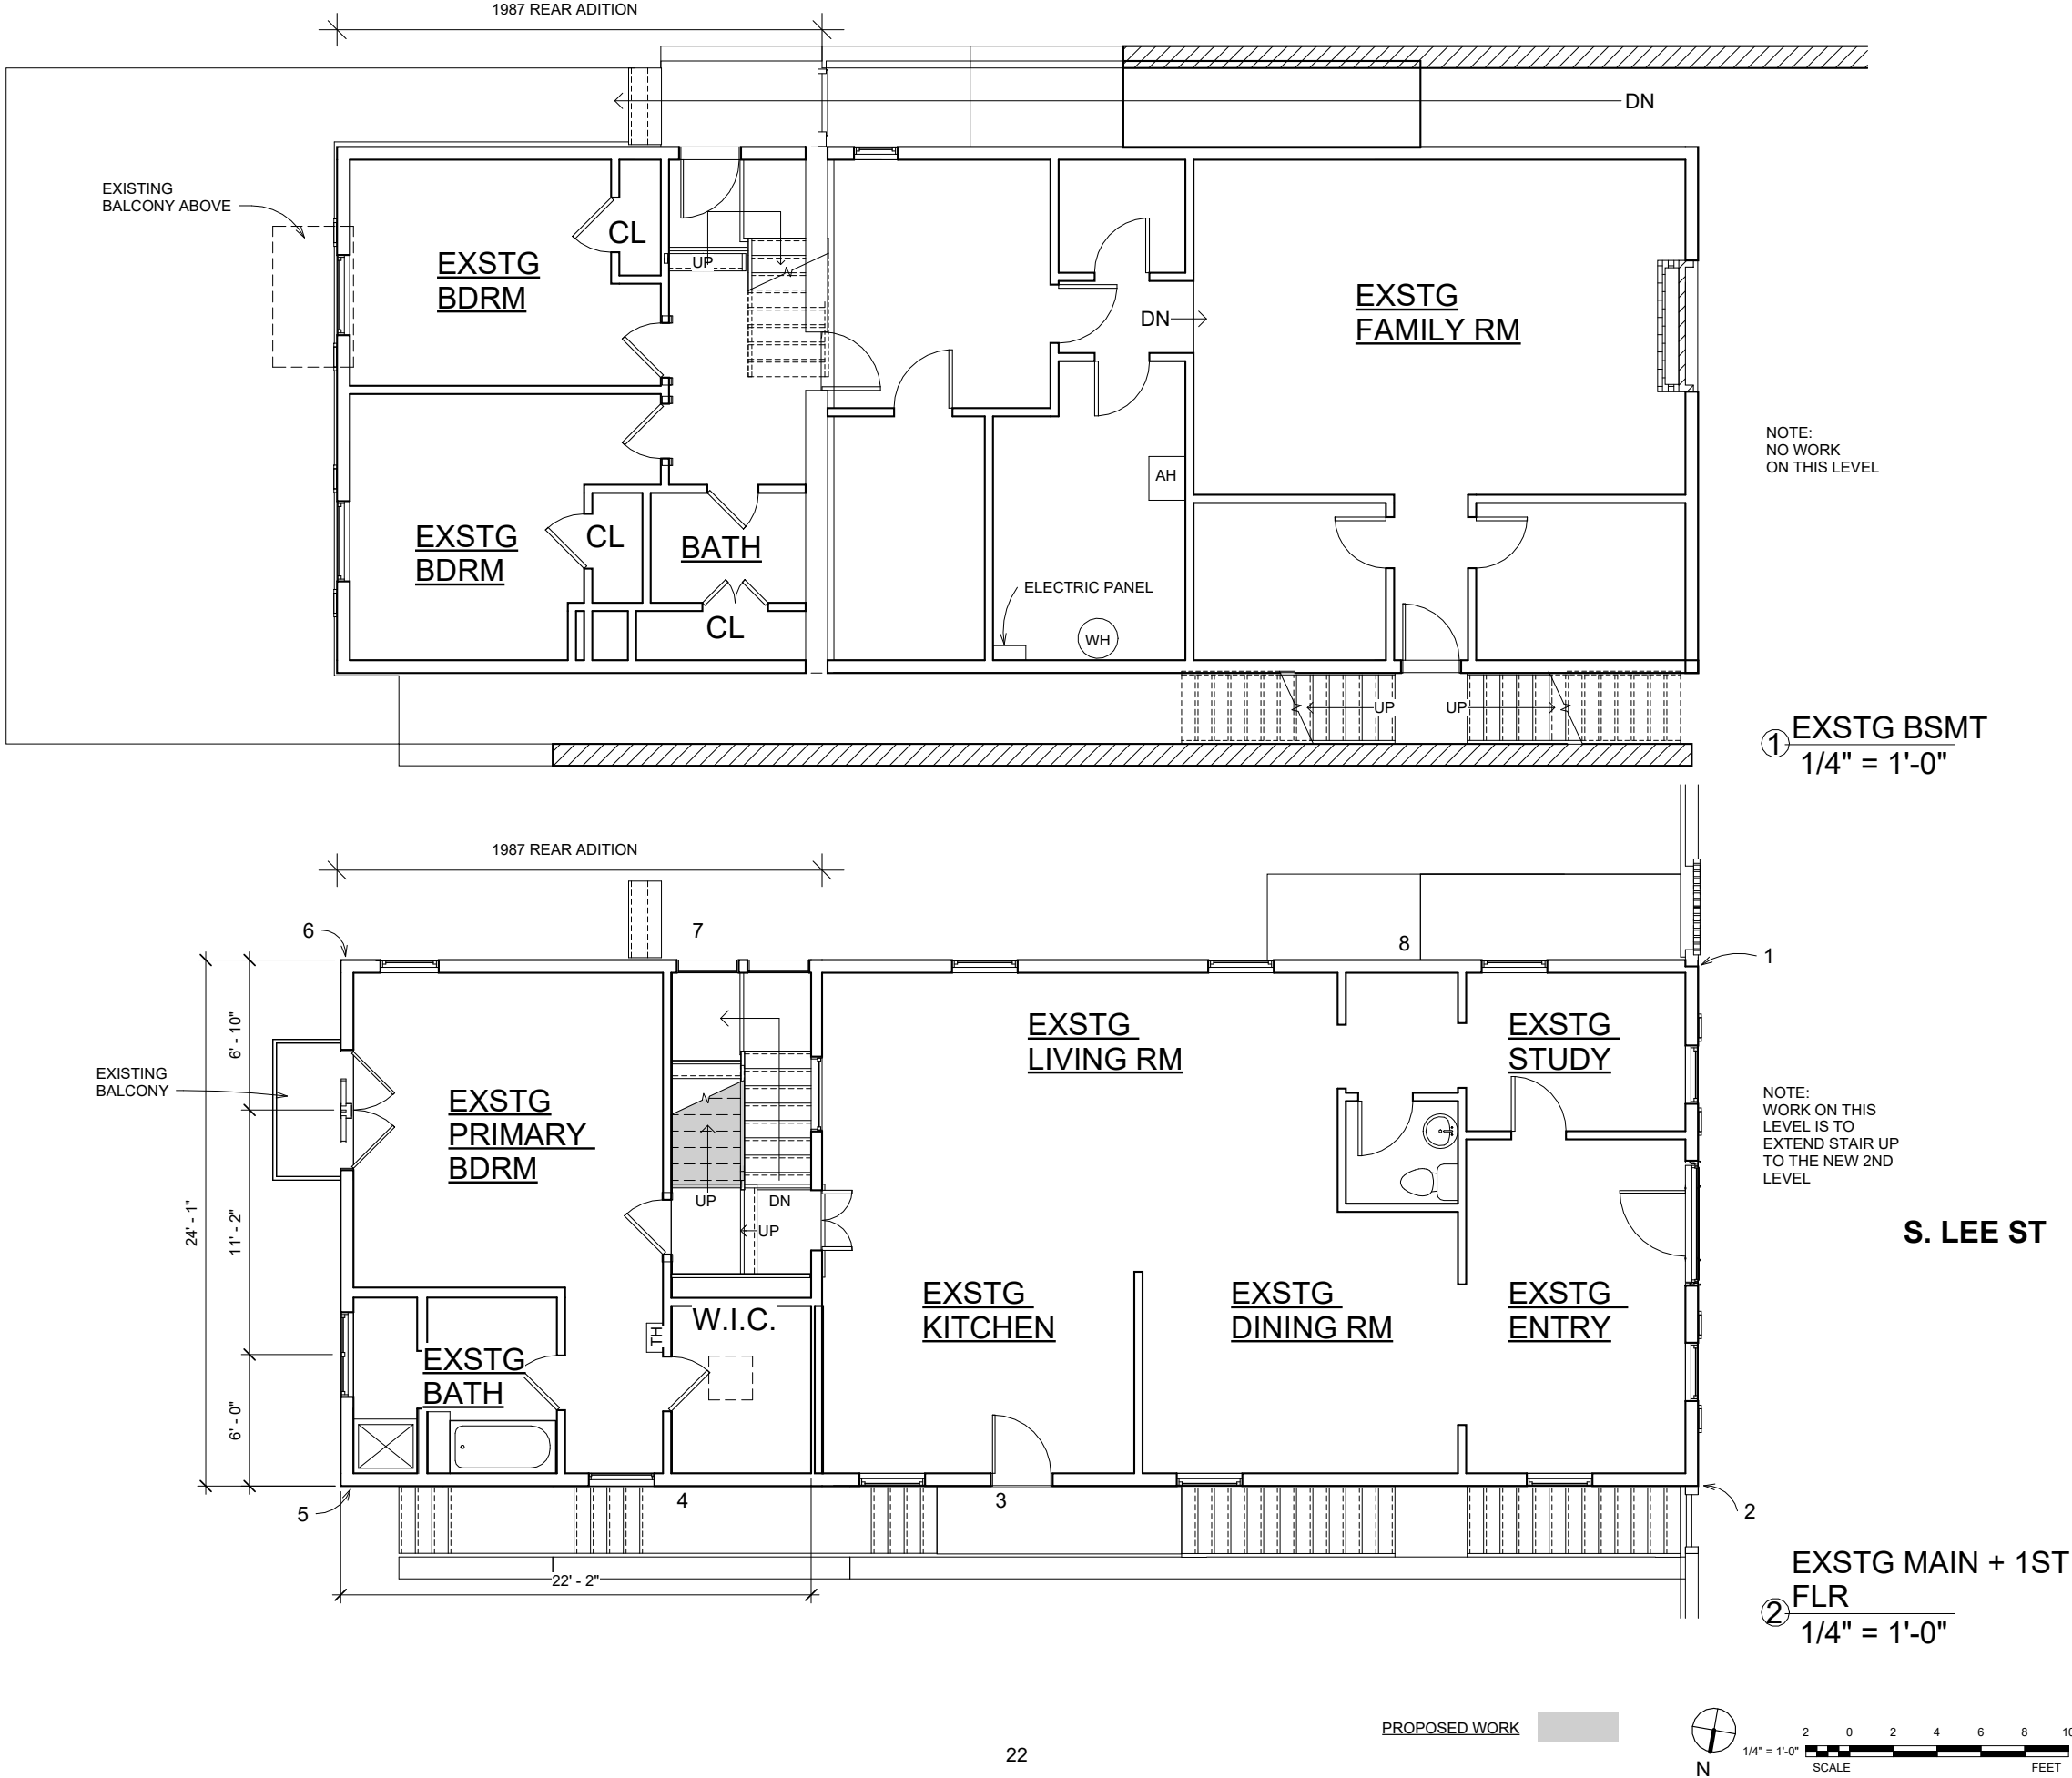 1987 REAR ADITION
DN
EXISTING
BALCONY ABOVE
CL
EXSTG
BDRM
UP
EXSTG
FAMILY RM
DN
NOTE:
NO WORK
ON THIS LEVEL
AH
EXSTG
BDRM
CL
BATH
ELECTRIC PANEL
CL
WH
UP
UP
1
EXSTG BSMT
1/4" = 1'-0"
1987 REAR ADITION
6
7
8
1
6' - 10"
EXSTG
LIVING RM
EXSTG
STUDY
EXISTING
BALCONY
EXSTG
PRIMARY
BDRM
NOTE:
WORK ON THIS
LEVEL IS TO
EXTEND STAIR UP
TO THE NEW 2ND
LEVEL
24' - 1"
11' - 2"
UP
DN
UP
S. LEE ST
EXSTG
KITCHEN
EXSTG
DINING RM
EXSTG
ENTRY
W.I.C.
TH
EXSTG
BATH
6' - 0"
5
4
3
2
22' - 2"
EXSTG MAIN + 1ST
FLR
2
1/4" = 1'-0"
PROPOSED WORK
22
N
1/4" = 1'-0"
2 0 2 4 6 8 10
SCALE
FEET